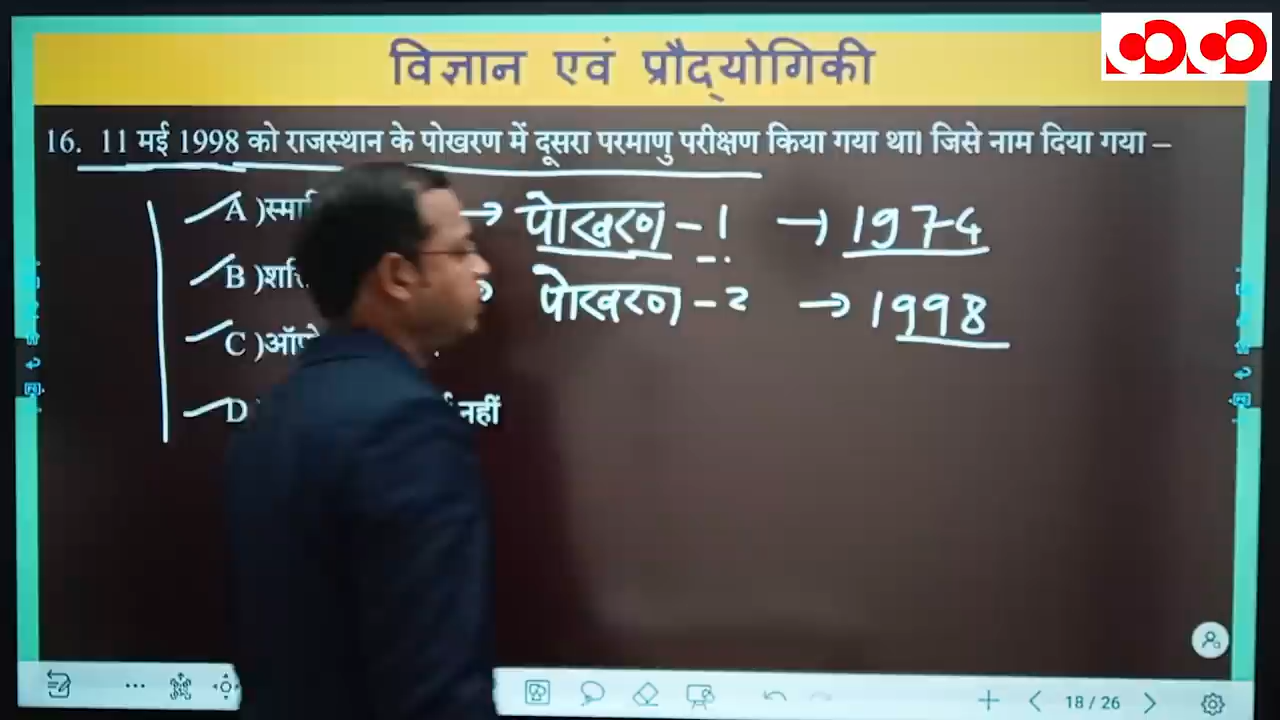 विज्ञान एवं प्रौद्योगिकी
16. 11 मई 1998 को राजस्थान के पोखरण में दूसरा परमाणु परीक्षण किया गया था। जिसे नाम दिया गया –
A )
→ पोखरण – 1 → 1974
B )
पोखरण – 2 → 1998
C )
D नहीं
18 / 26